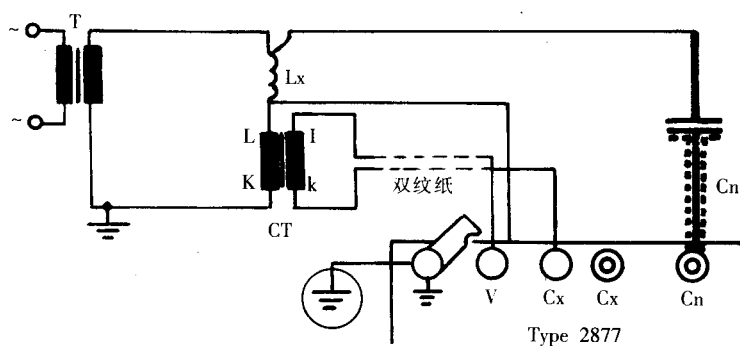 T
~
~
Lx
L
I
K
k
CT
双纹纸
Cn
V
Cx
Cx
Cn
Type 2877